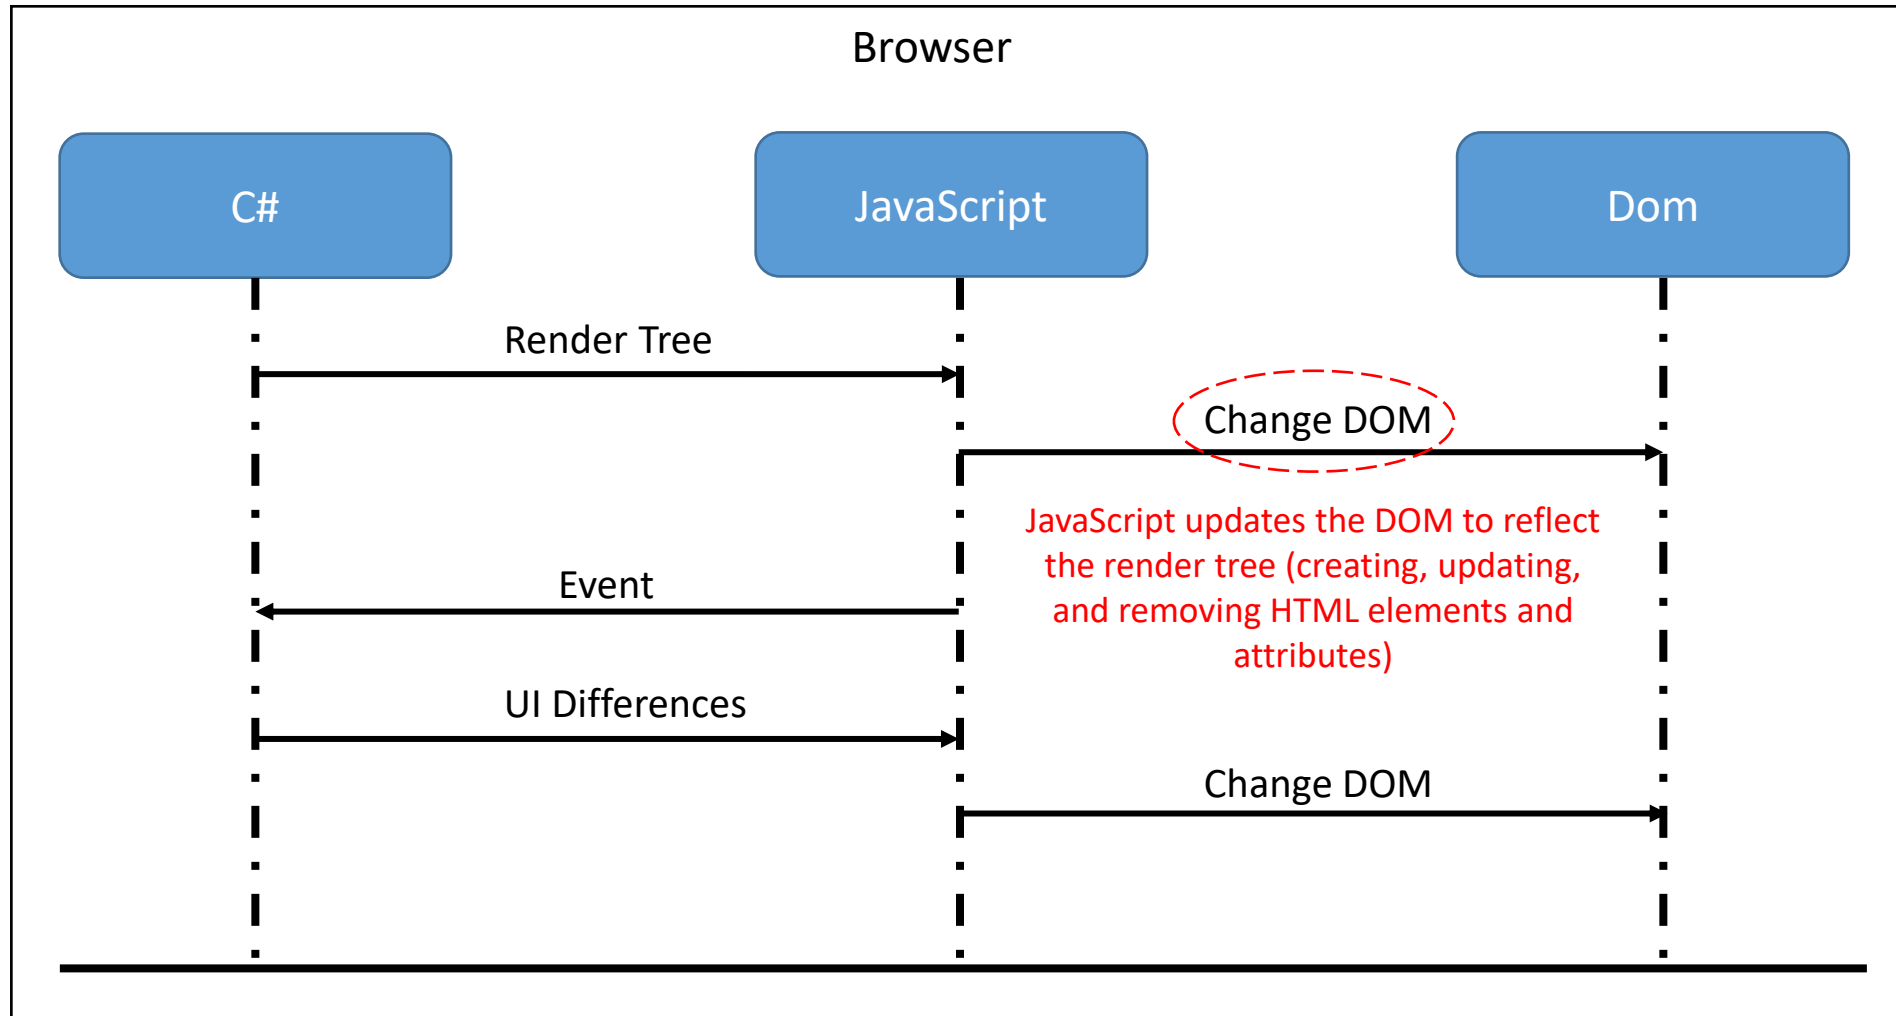 Browser
C#
JavaScript
Dom
Render Tree
Change DOM
JavaScript updates the DOM to reflect
the render tree (creating, updating,
and removing HTML elements and
attributes)
Event
UI Differences
Change DOM